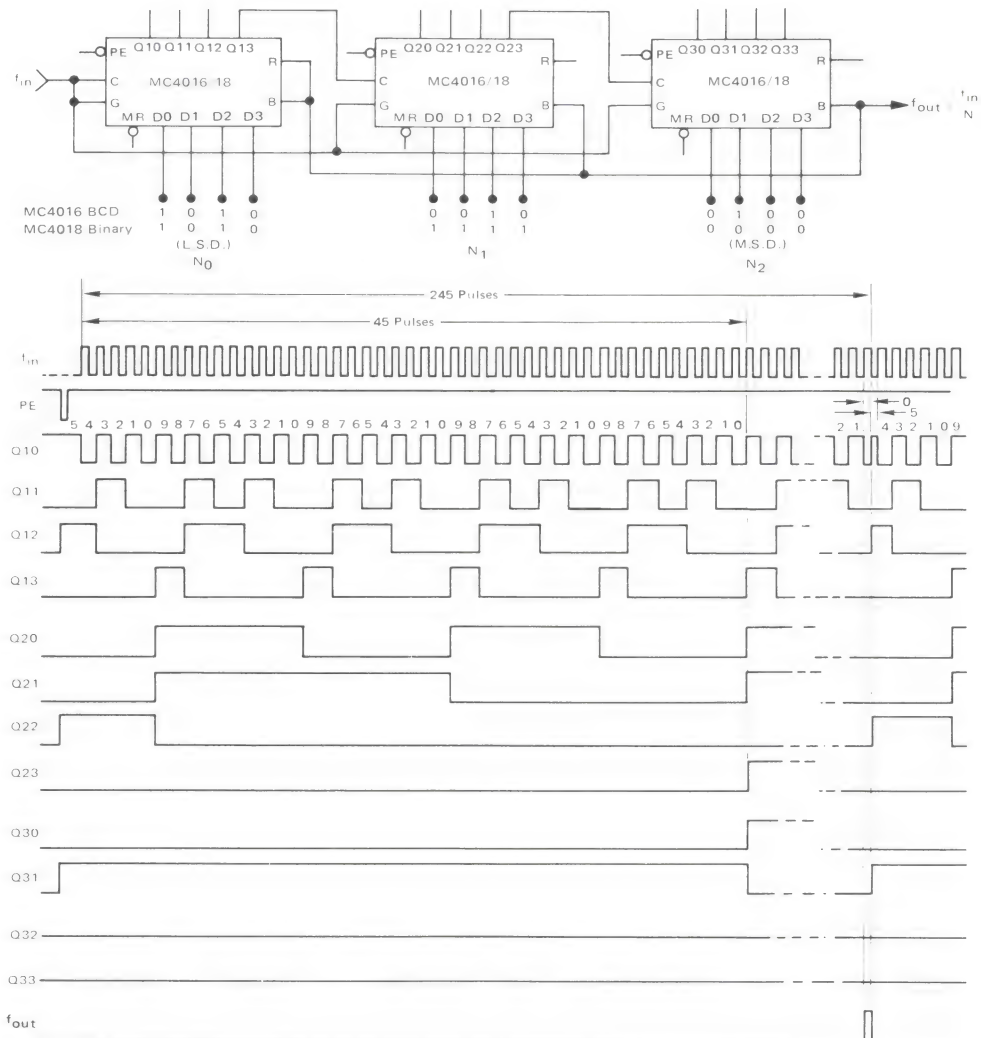 Q10 Q11 Q12 Q13 Q20 Q21 Q22 Q23 Q30 Q31 Q32 Q33
PE R PE R PE R
fin C MC4016/18 C MC4016/18 C MC4016/18
G B G B G B fout fin
N
MR D0 D1 D2 D3 MR D0 D1 D2 D3 MR D0 D1 D2 D3
MC4016 BCD 1 0 1 0 0 0 1 0 0 1 0 0
MC4018 Binary 1 0 1 0 1 1 1 1 0 0 0 0
(L.S.D.) (M.S.D.)
N0 N1 N2
245 Pulses
45 Pulses
fin
PE 0
5
5 4 3 2 1 0 9 8 7 6 5 4 3 2 1 0 9 8 7 6 5 4 3 2 1 0 9 8 7 6 5 4 3 2 1 0 9 8 7 6 5 4 3 2 1 0 2 1 4 3 2 1 0 9
Q10
Q11
Q12
Q13
Q20
Q21
Q22
Q23
Q30
Q31
Q32
Q33
fout